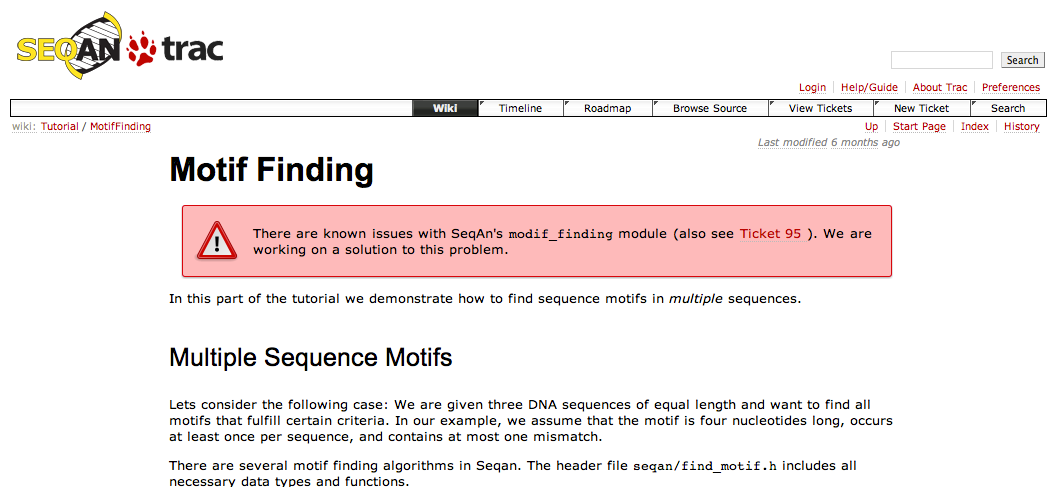 SEQAN trac
Search
Login Help/Guide About Trac Preferences
Wiki Timeline Roadmap Browse Source View Tickets New Ticket Search
wiki: Tutorial / MotifFinding Up Start Page Index History
Last modified 6 months ago
Motif Finding
There are known issues with SeqAn's modif_finding module (also see Ticket 95 ). We are
working on a solution to this problem.
In this part of the tutorial we demonstrate how to find sequence motifs in multiple sequences.
Multiple Sequence Motifs
Lets consider the following case: We are given three DNA sequences of equal length and want to find all
motifs that fulfill certain criteria. In our example, we assume that the motif is four nucleotides long, occurs
at least once per sequence, and contains at most one mismatch.
There are several motif finding algorithms in Seqan. The header file seqan/find_motif.h includes all
necessary data types and functions.